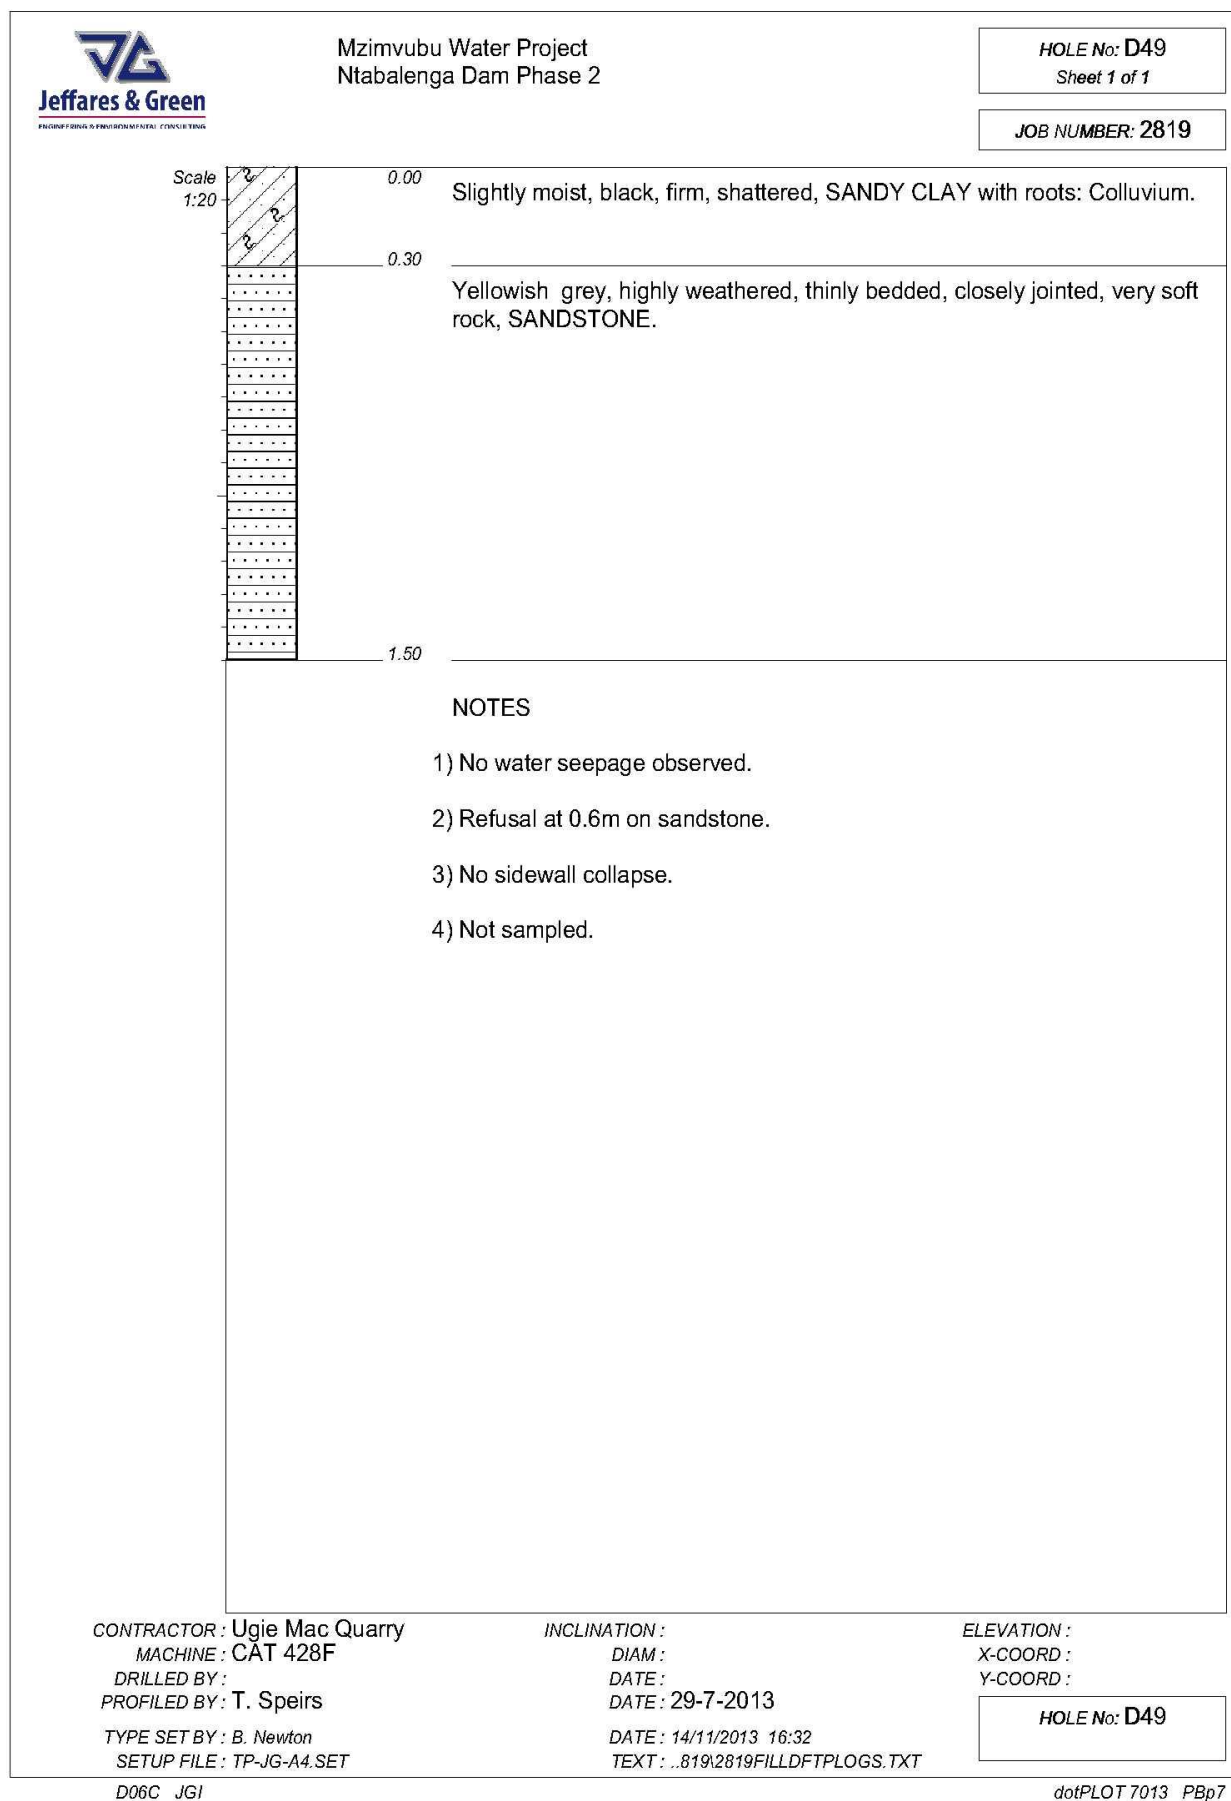 Jeffares & Green
ENGINEERING & ENVIRONMENTAL CONSULTING
Mzimvubu Water Project
Ntabalenga Dam Phase 2
HOLE No: D49
Sheet 1 of 1
JOB NUMBER: 2819
Scale
1:20
0.00
Slightly moist, black, firm, shattered, SANDY CLAY with roots: Colluvium.
0.30
Yellowish grey, highly weathered, thinly bedded, closely jointed, very soft
rock, SANDSTONE.
1.50
NOTES
1) No water seepage observed.
2) Refusal at 0.6m on sandstone.
3) No sidewall collapse.
4) Not sampled.
CONTRACTOR : Ugie Mac Quarry
MACHINE : CAT 428F
DRILLED BY :
PROFILED BY : T. Speirs
TYPE SET BY : B. Newton
SETUP FILE : TP-JG-A4.SET
INCLINATION :
DIAM :
DATE :
DATE : 29-7-2013
DATE : 14/11/2013 16:32
TEXT : ..819\2819FILLDFTPLOGS.TXT
ELEVATION :
X-COORD :
Y-COORD :
HOLE No: D49
D06C JGI
dotPLOT 7013 PBp7